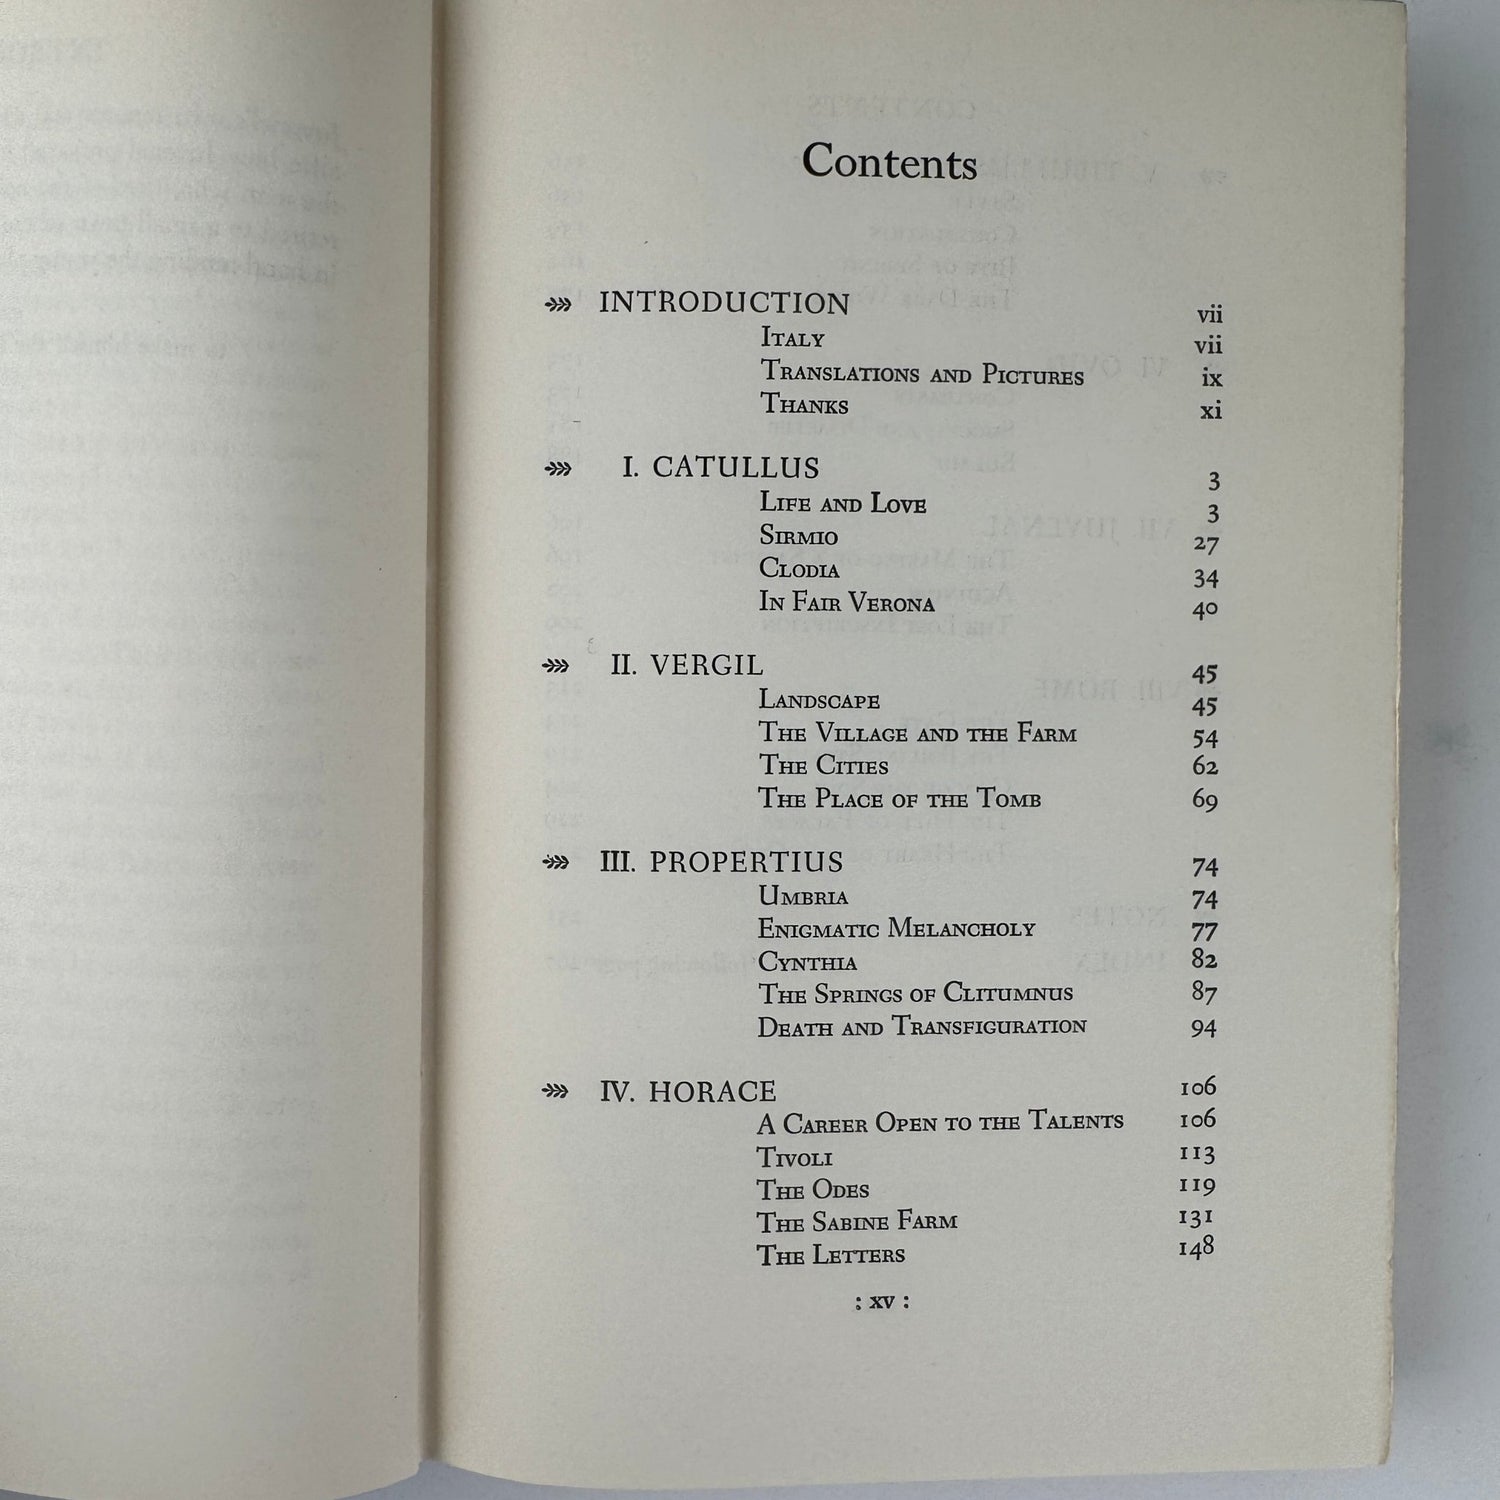 Contents
INTRODUCTION vii
ITALY vii
TRANSLATIONS AND PICTURES ix
THANKS xi
I. CATULLUS 3
LIFE AND LOVE 3
SIRMIO 27
CLODIA 34
IN FAIR VERONA 40
II. VERGIL 45
LANDSCAPE 45
THE VILLAGE AND THE FARM 54
THE CITIES 62
THE PLACE OF THE TOMB 69
III. PROPERTIUS 74
UMBRIA 74
ENIGMATIC MELANCHOLY 77
CYNTHIA 82
THE SPRINGS OF CLITUMNUS 87
DEATH AND TRANSFIGURATION 94
IV. HORACE 106
A CAREER OPEN TO THE TALENTS 106
TIVOLI 113
THE ODES 119
THE SABINE FARM 131
THE LETTERS 148
: xv :